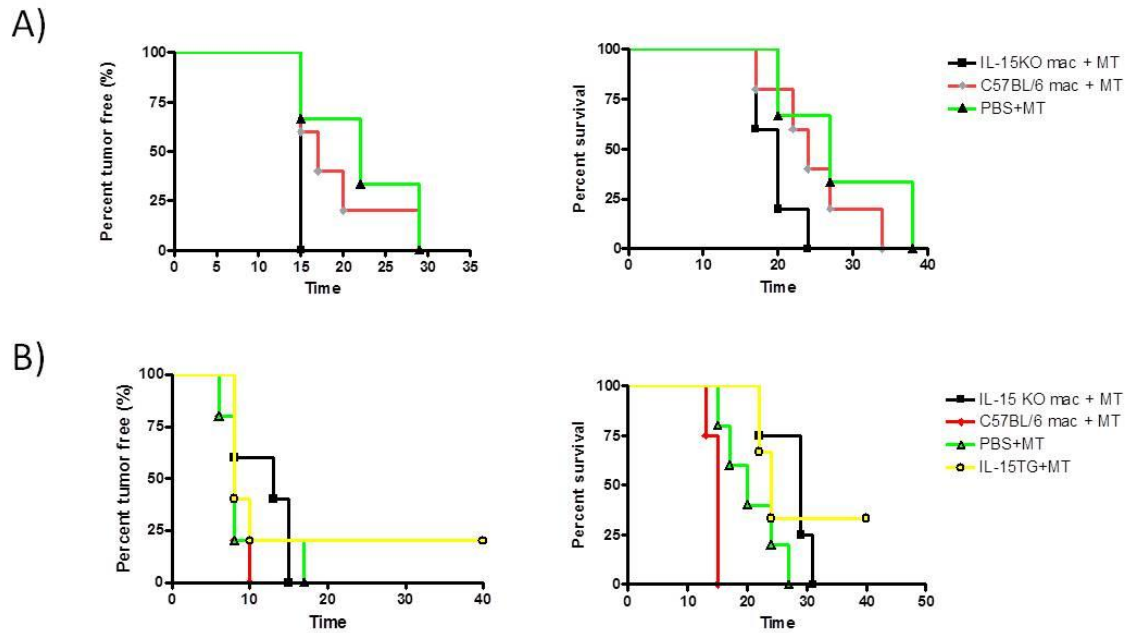 A)
Percent tumor free (%)
100
75
50
25
0
0 5 10 15 20 25 30 35
Time
Percent survival
100
75
50
25
0
0 10 20 30 40
Time
IL-15KO mac + MT
C57BL/6 mac + MT
PBS+MT
B)
Percent tumor free (%)
100
75
50
25
0
0 10 20 30 40
Time
Percent survival
100
75
50
25
0
0 10 20 30 40 50
Time
IL-15 KO mac + MT
C57BL/6 mac + MT
PBS+MT
IL-15TG+MT